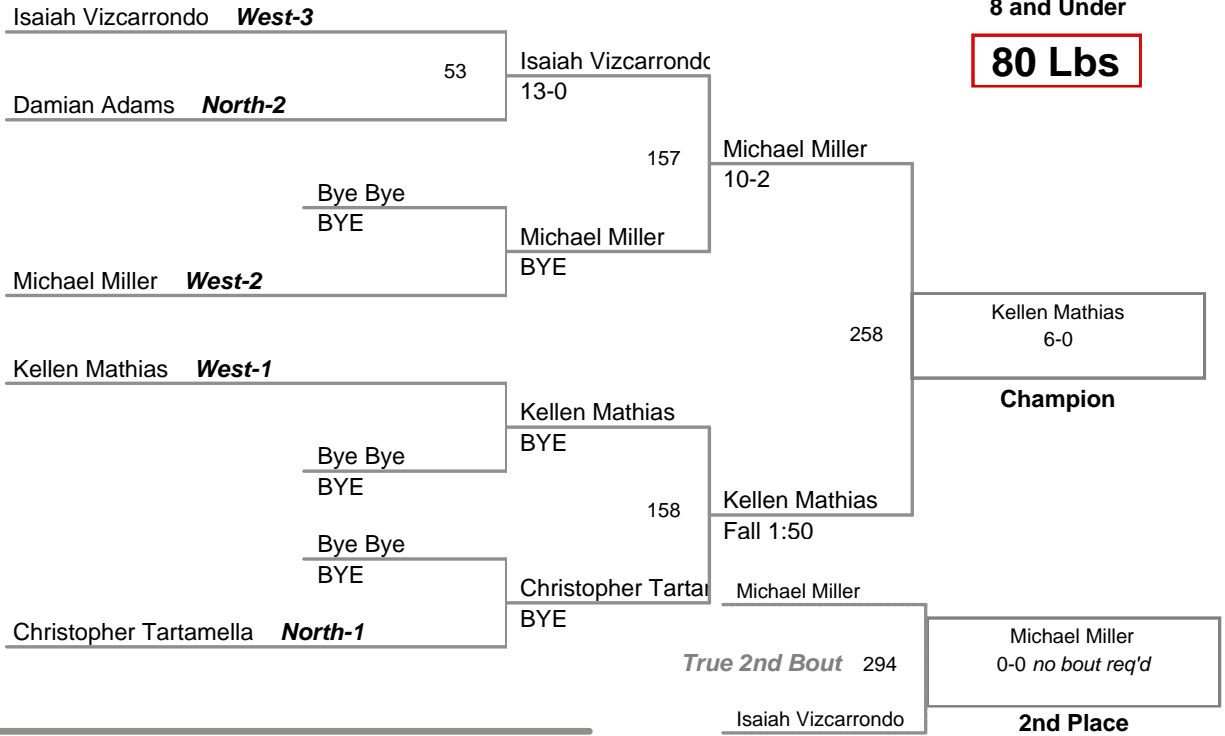 8 and Under
80 Lbs
Isaiah Vizcarrondo West-3
53
Damian Adams North-2
Isaiah Vizcarrondo
13-0
157
Bye Bye
BYE
Michael Miller
BYE
Michael Miller West-2
Michael Miller
10-2
258
Kellen Mathias West-1
Kellen Mathias
BYE
Bye Bye
BYE
158
Bye Bye
BYE
Christopher Tartar
BYE
Christopher Tartamella North-1
Kellen Mathias
Fall 1:50
Kellen Mathias
6-0
Champion
Michael Miller
True 2nd Bout 294
Isaiah Vizcarrondo
Michael Miller
0-0 no bout req'd
2nd Place